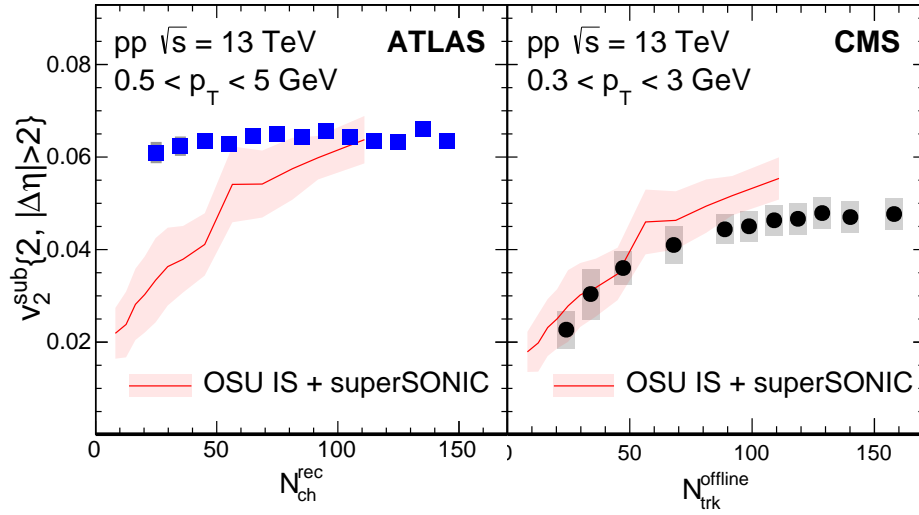 pp √s = 13 TeV ATLAS
0.5 < p_T < 5 GeV
OSU IS + superSONIC
v_2^sub{2, |Δη|>2}
0.08
0.06
0.04
0.02
0 50 100 150
N_ch^rec
pp √s = 13 TeV CMS
0.3 < p_T < 3 GeV
OSU IS + superSONIC
0 50 100 150
N_trk^offline